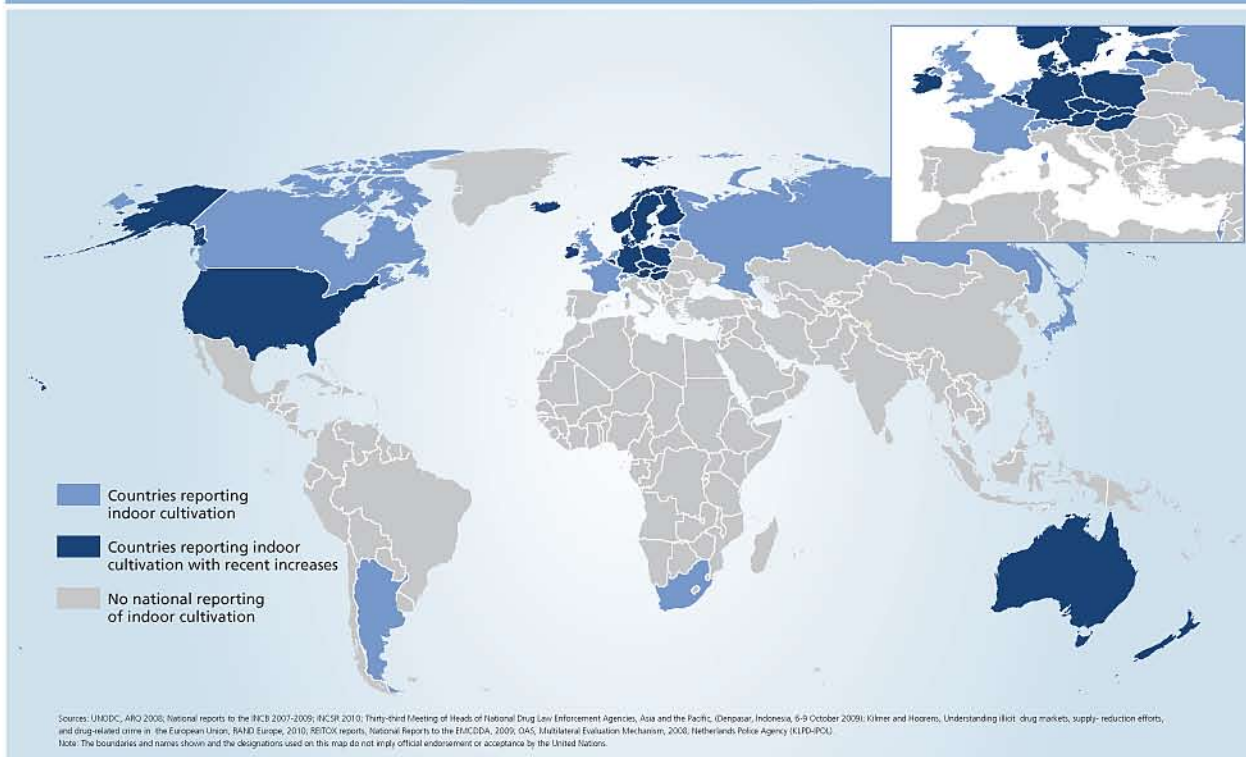 Countries reporting
indoor cultivation
Countries reporting indoor
cultivation with recent increases
No national reporting
of indoor cultivation
Sources: UNODC, ARQ 2008; National reports to the INCB 2007-2009; INCSR 2010; Thirty-third Meeting of Heads of National Drug Law Enforcement Agencies, Asia and the Pacific, (Denpasar, Indonesia, 6-9 October 2009); Kilmer and Hoorens, Understanding illicit drug markets, supply- reduction efforts,
and drug-related crime in the European Union, RAND Europe, 2010; REITOX reports, National Reports to the EMCDDA, 2009; OAS, Multilateral Evaluation Mechanism, 2008; Netherlands Police Agency (KLPD-IPOL).
Note: The boundaries and names shown and the designations used on this map do not imply official endorsement or acceptance by the United Nations.